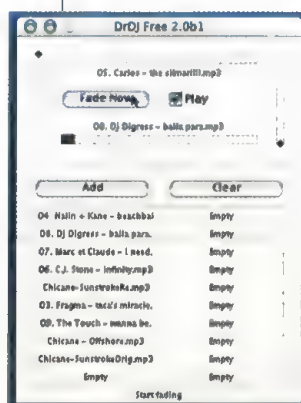 DrDJ Free 2.0b1
05. Carlos - the silmarilli.mp3
Fade Now Play
08. Dj Digress - baila para.mp3
Add Clear
04. Nalin + Kane - beachbal Empty
08. Dj Digress - baila para. Empty
07. Marc et Claude - I need. Empty
06. C.J. Stone - infinity.mp3 Empty
Chicane-SunstrokeRe.mp3 Empty
03. Fragma - toca's miracle. Empty
09. The Touch - wanna be. Empty
Chicane - Offshore.mp3 Empty
Chicane-SunstrokeOrig.mp3 Empty
Empty Empty
Start fading